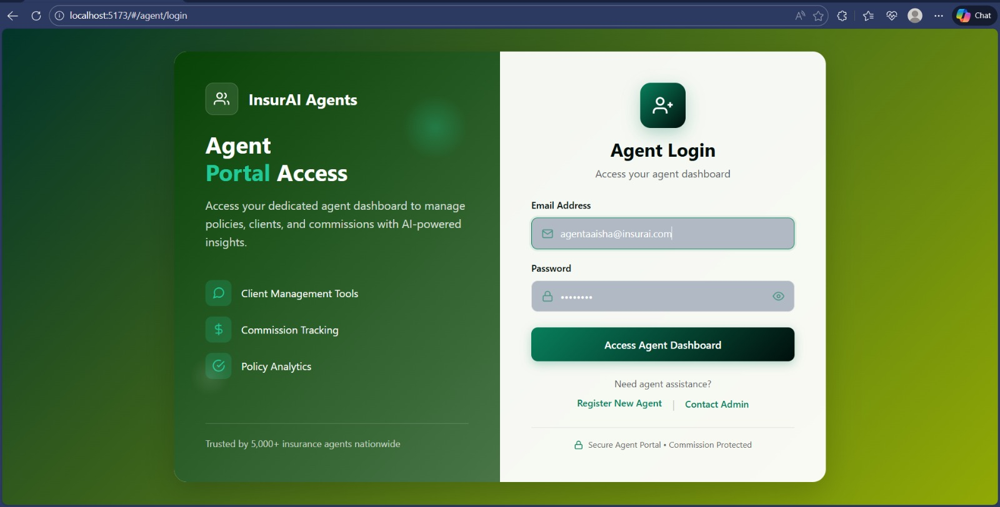 localhost:5173/#/agent/login
Chat
InsurAI Agents
Agent
Portal Access
Access your dedicated agent dashboard to manage
policies, clients, and commissions with AI-powered
insights.
Client Management Tools
Commission Tracking
Policy Analytics
Trusted by 5,000+ insurance agents nationwide
Agent Login
Access your agent dashboard
Email Address
agentaaisha@insurai.com
Password
••••••••
Access Agent Dashboard
Need agent assistance?
Register New Agent | Contact Admin
Secure Agent Portal • Commission Protected